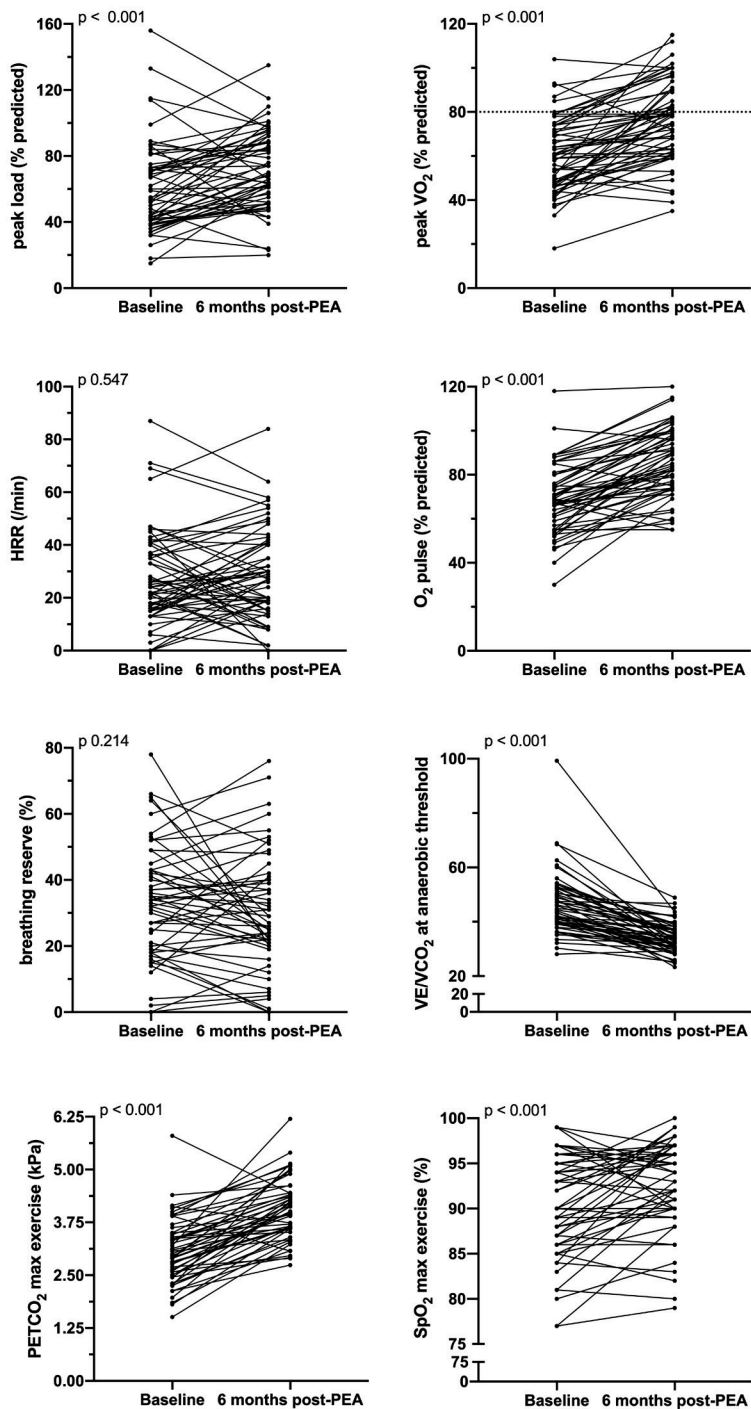 p < 0.001
peak load (% predicted)
160
120
80
40
0
Baseline 6 months post-PEA
p < 0.001
peak VO2 (% predicted)
120
80
40
0
Baseline 6 months post-PEA
p 0.547
HRR (/min)
100
80
60
40
20
0
Baseline 6 months post-PEA
p < 0.001
O2 pulse (% predicted)
120
80
40
0
Baseline 6 months post-PEA
p 0.214
breathing reserve (%)
80
60
40
20
0
Baseline 6 months post-PEA
p < 0.001
VE/VCO2 at anaerobic threshold
100
60
20
20
0
Baseline 6 months post-PEA
p < 0.001
PETCO2 max exercise (kPa)
6.25
5.00
3.75
2.50
1.25
0.00
Baseline 6 months post-PEA
p < 0.001
SpO2 max exercise (%)
100
95
90
85
80
75
75
0
Baseline 6 months post-PEA